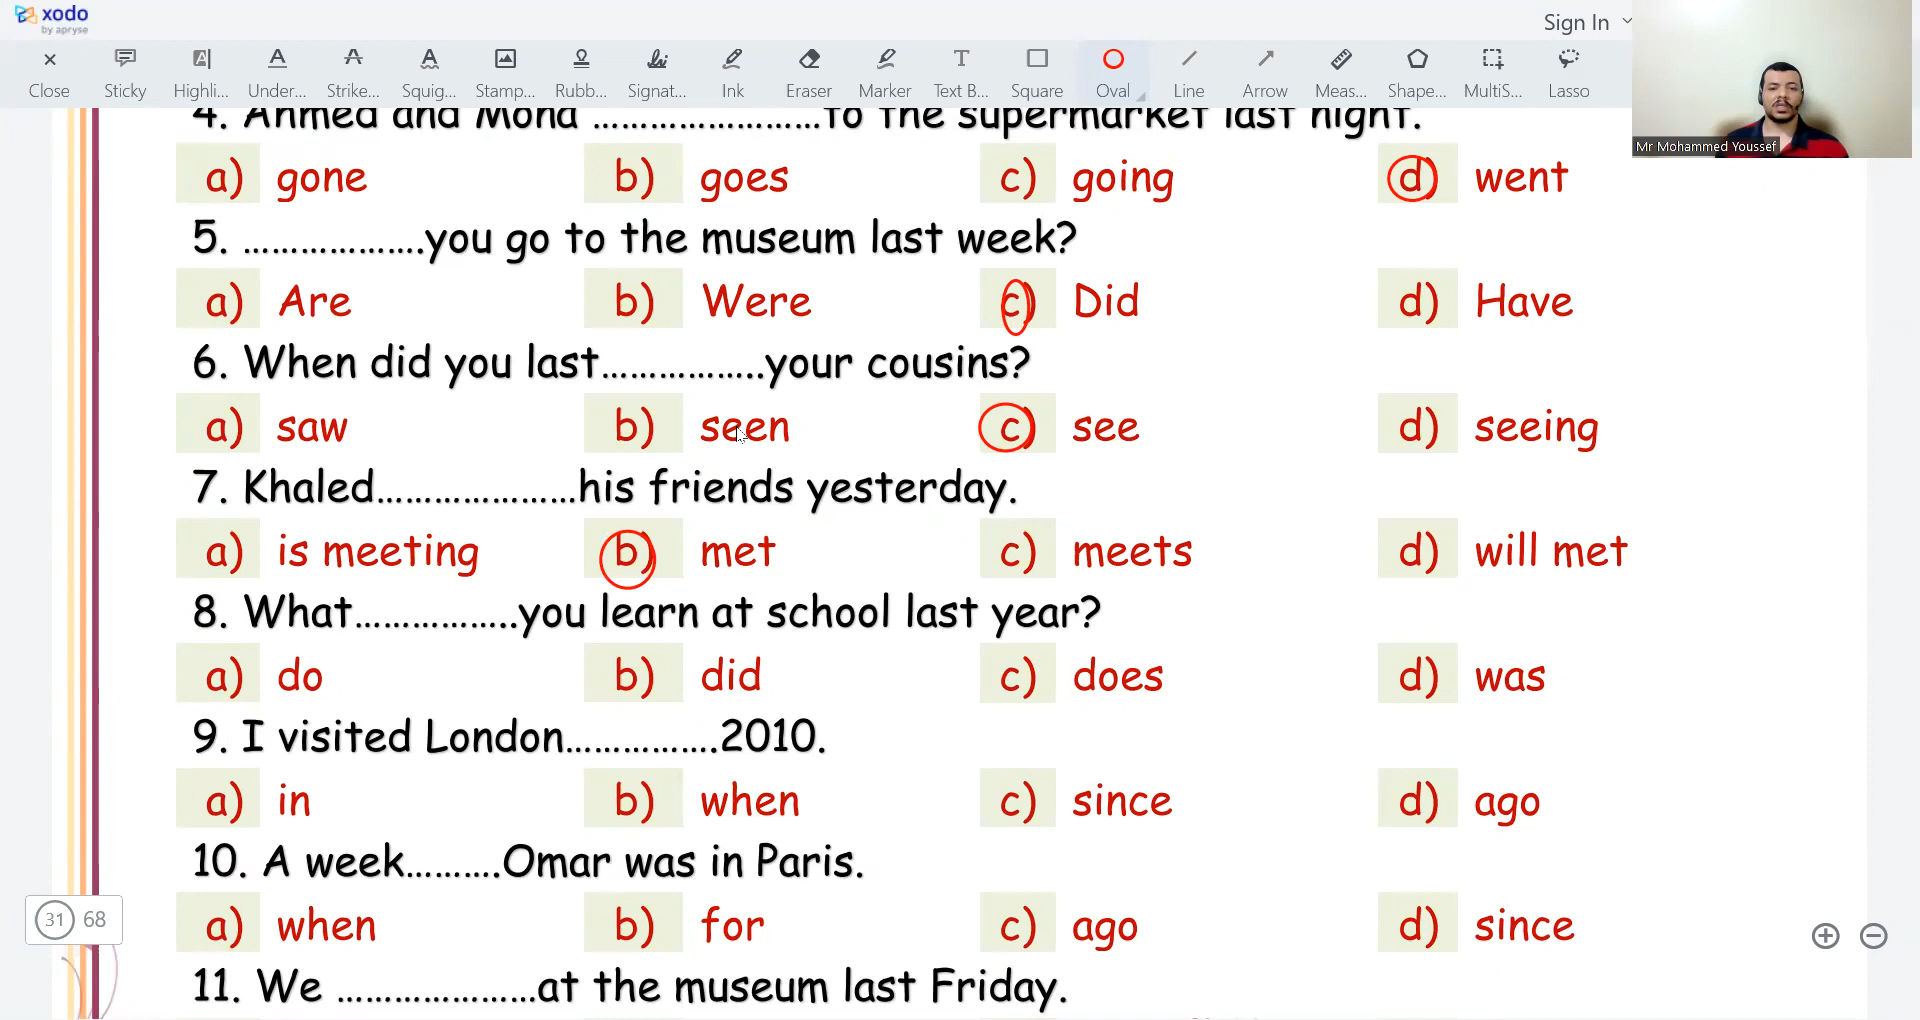 xodo
by apryse
Sign In
Close Sticky Highli... Under... Strike... Squig... Stamp... Rubb... Signat... Ink Eraser Marker Text B... Square Oval Line Arrow Meas... Shape... MultiS... Lasso
Mr Mohammed Youssef
4. Ahmed and Mona ........................to the supermarket last night.
a) gone b) goes c) going d) went
5. ...................you go to the museum last week?
a) Are b) Were c) Did d) Have
6. When did you last.................your cousins?
a) saw b) seen c) see d) seeing
7. Khaled.....................his friends yesterday.
a) is meeting b) met c) meets d) will met
8. What.................you learn at school last year?
a) do b) did c) does d) was
9. I visited London................2010.
a) in b) when c) since d) ago
10. A week..........Omar was in Paris.
a) when b) for c) ago d) since
11. We .....................at the museum last Friday.
31 68